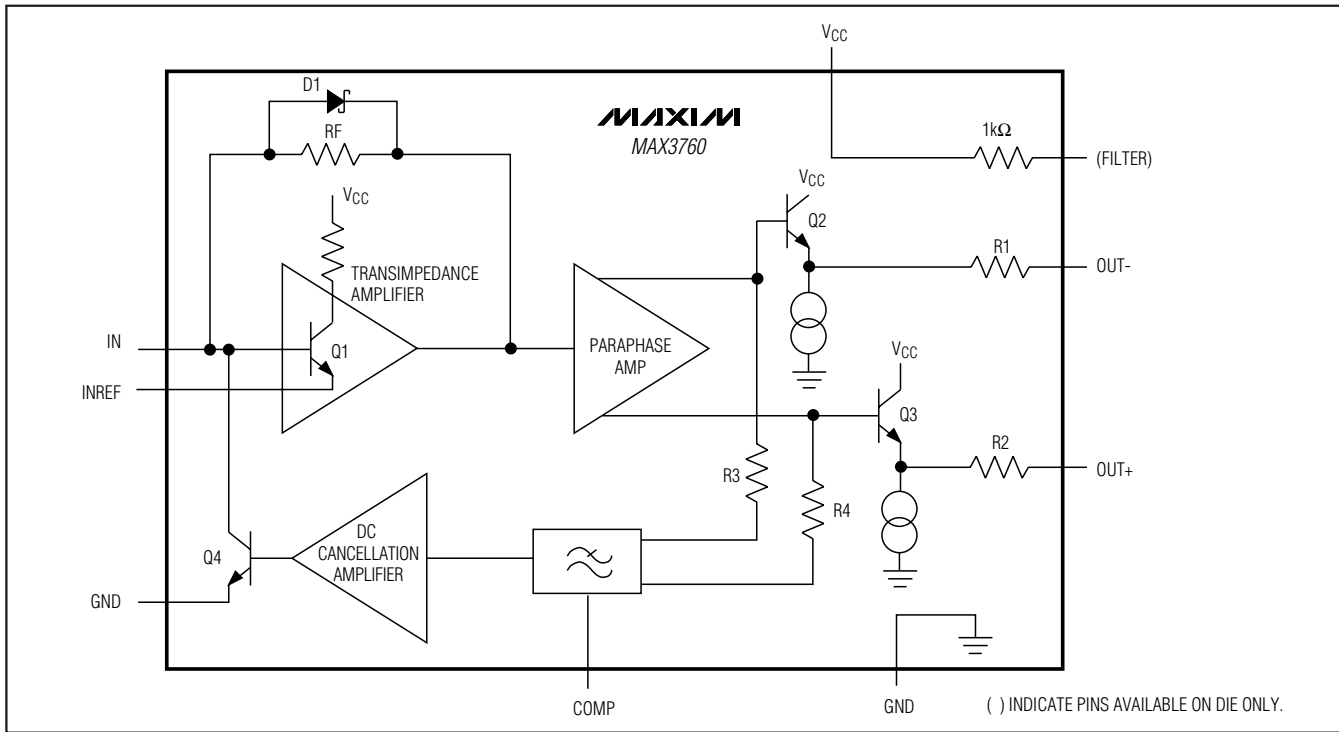 VCC
D1
MAXIM
MAX3760
1kΩ
RF
(FILTER)
VCC
VCC
Q2
R1
OUT-
TRANSIMPEDANCE
AMPLIFIER
IN
Q1
PARAPHASE
AMP
VCC
INREF
Q3
R2
OUT+
R3
R4
DC
CANCELLATION
AMPLIFIER
Q4
GND
COMP
GND
( ) INDICATE PINS AVAILABLE ON DIE ONLY.